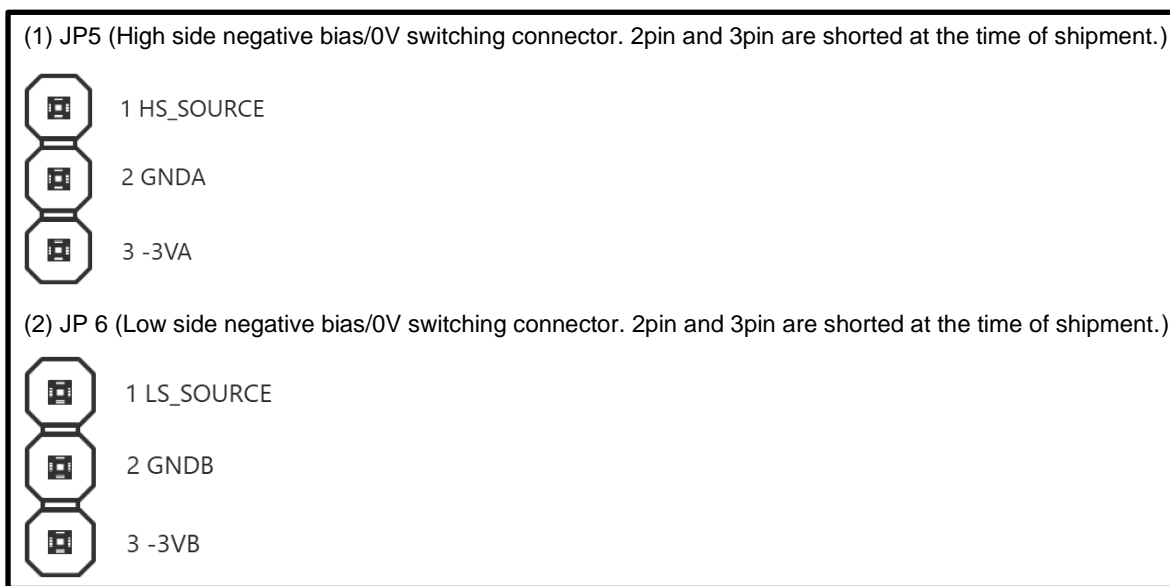 (1) JP5 (High side negative bias/0V switching connector. 2pin and 3pin are shorted at the time of shipment.)
1 HS_SOURCE
2 GNDA
3 -3VA
(2) JP 6 (Low side negative bias/0V switching connector. 2pin and 3pin are shorted at the time of shipment.)
1 LS_SOURCE
2 GNDB
3 -3VB